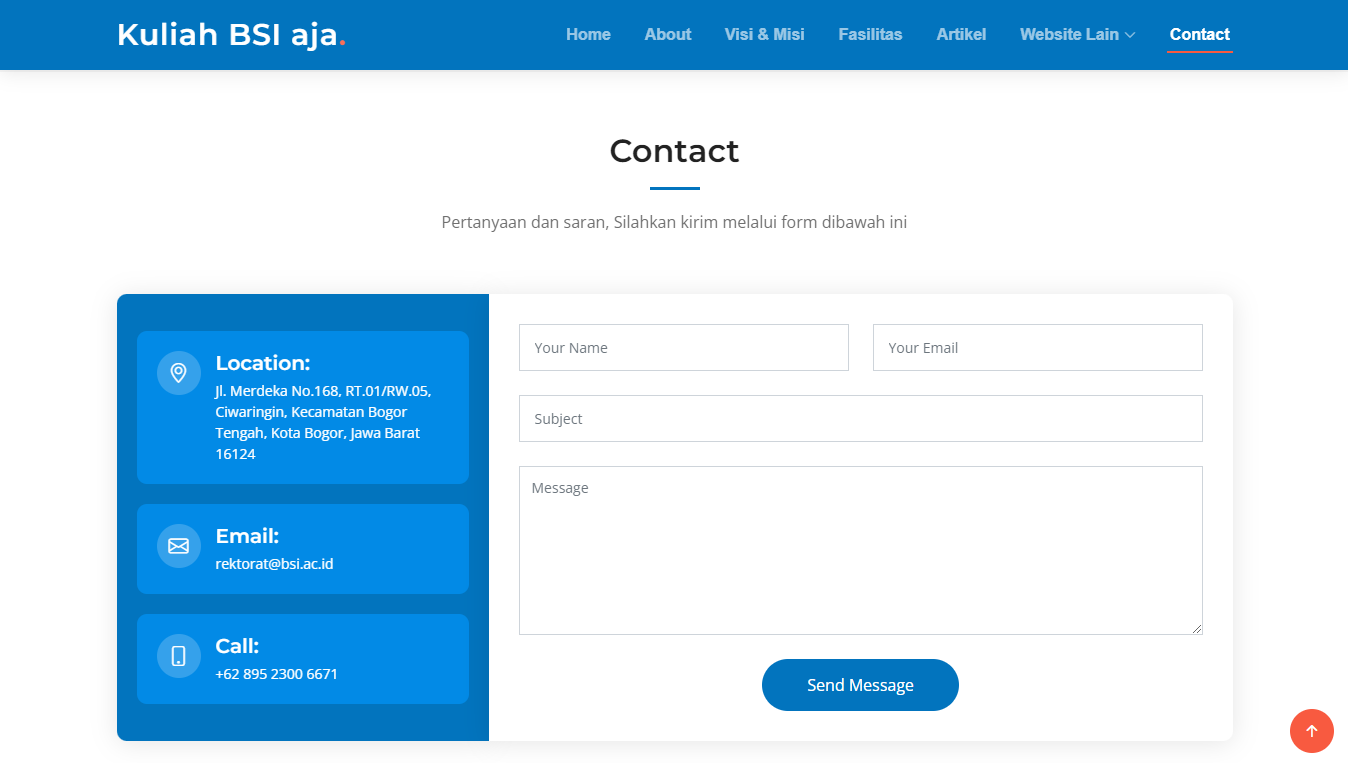 Kuliah BSI aja.
Home About Visi & Misi Fasilitas Artikel Website Lain Contact
Contact
Pertanyaan dan saran, Silahkan kirim melalui form dibawah ini
Location:
Jl. Merdeka No.168, RT.01/RW.05,
Ciwaringin, Kecamatan Bogor
Tengah, Kota Bogor, Jawa Barat
16124
Email:
rektorat@bsi.ac.id
Call:
+62 895 2300 6671
Your Name
Your Email
Subject
Message
Send Message